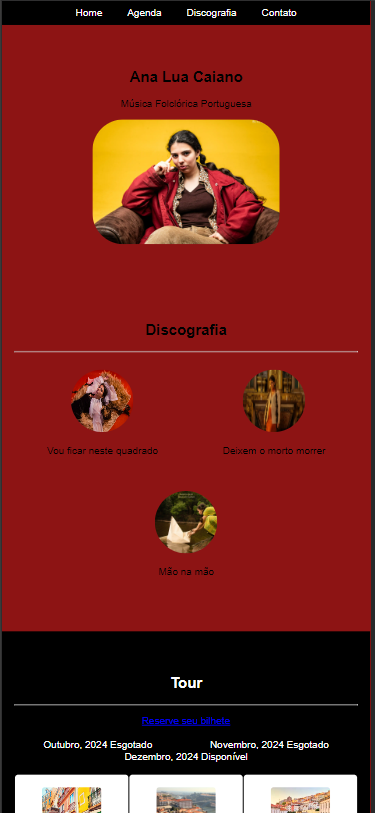 Home Agenda Discografia Contato
Ana Lua Caiano
Música Folclórica Portuguesa
Discografia
Vou ficar neste quadrado Deixem o morto morrer
Mão na mão
Tour
Reserve seu bilhete
Outubro, 2024 Esgotado Novembro, 2024 Esgotado
Dezembro, 2024 Disponível